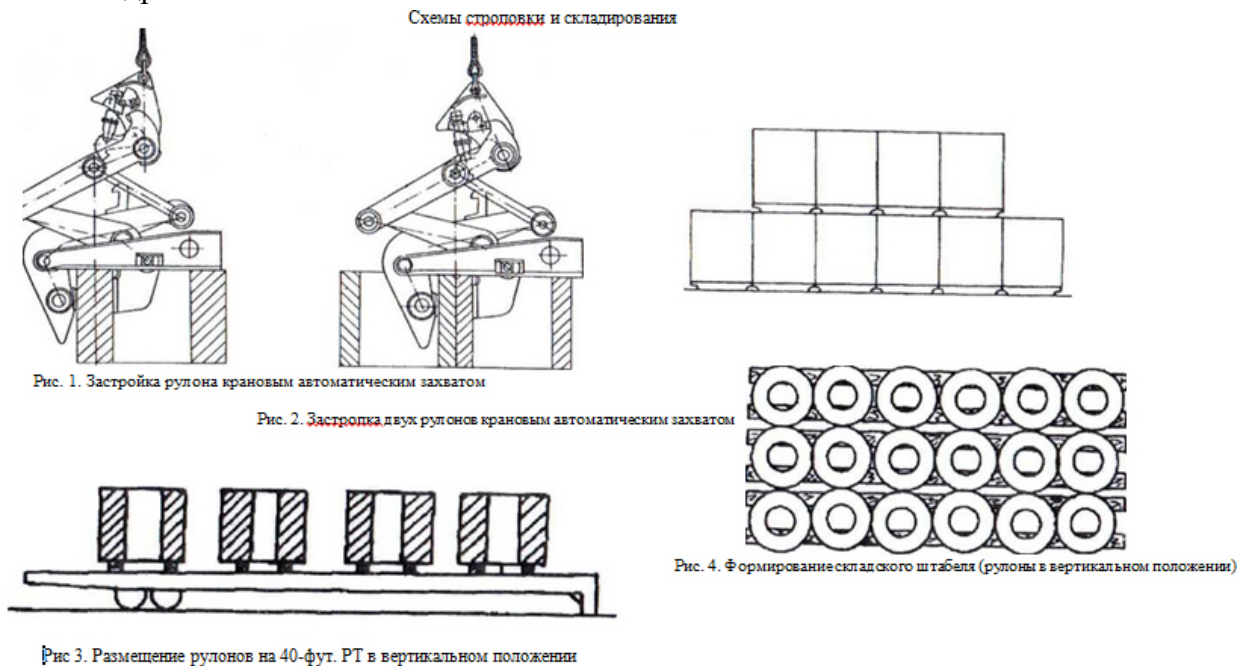 Схемы строповки и складирования
Рис. 1. Застройка рулона крановым автоматическим захватом
Рис. 2. Застропка двух рулонов крановым автоматическим захватом
Рис. 4. Формирование складского штабеля (рулоны в вертикальном положении)
Рис 3. Размещение рулонов на 40-фут. РТ в вертикальном положении